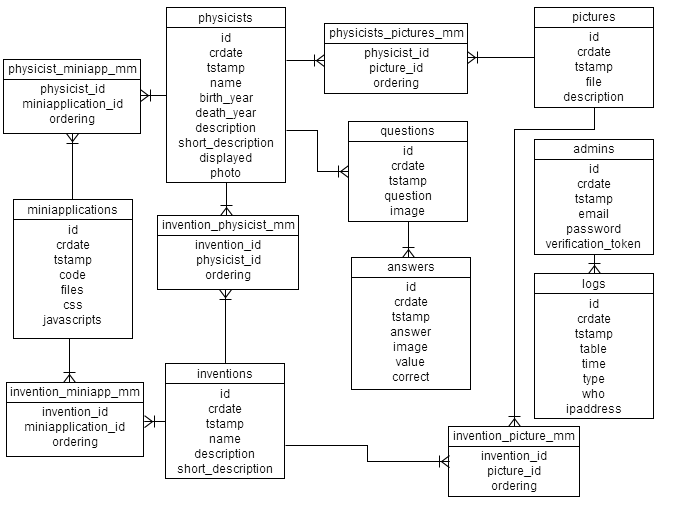 physicists
id
crdate
tstamp
name
birth_year
death_year
description
short_description
displayed
photo
physicists_pictures_mm
physicist_id
picture_id
ordering
pictures
id
crdate
tstamp
file
description
physicist_miniapp_mm
physicist_id
miniapplication_id
ordering
questions
id
crdate
tstamp
question
image
admins
id
crdate
tstamp
email
password
verification_token
miniapplications
id
crdate
tstamp
code
files
css
javascripts
invention_physicist_mm
invention_id
physicist_id
ordering
answers
id
crdate
tstamp
answer
image
value
correct
logs
id
crdate
tstamp
table
time
type
who
ipaddress
invention_miniapp_mm
invention_id
miniapplication_id
ordering
inventions
id
crdate
tstamp
name
description
short_description
invention_picture_mm
invention_id
picture_id
ordering